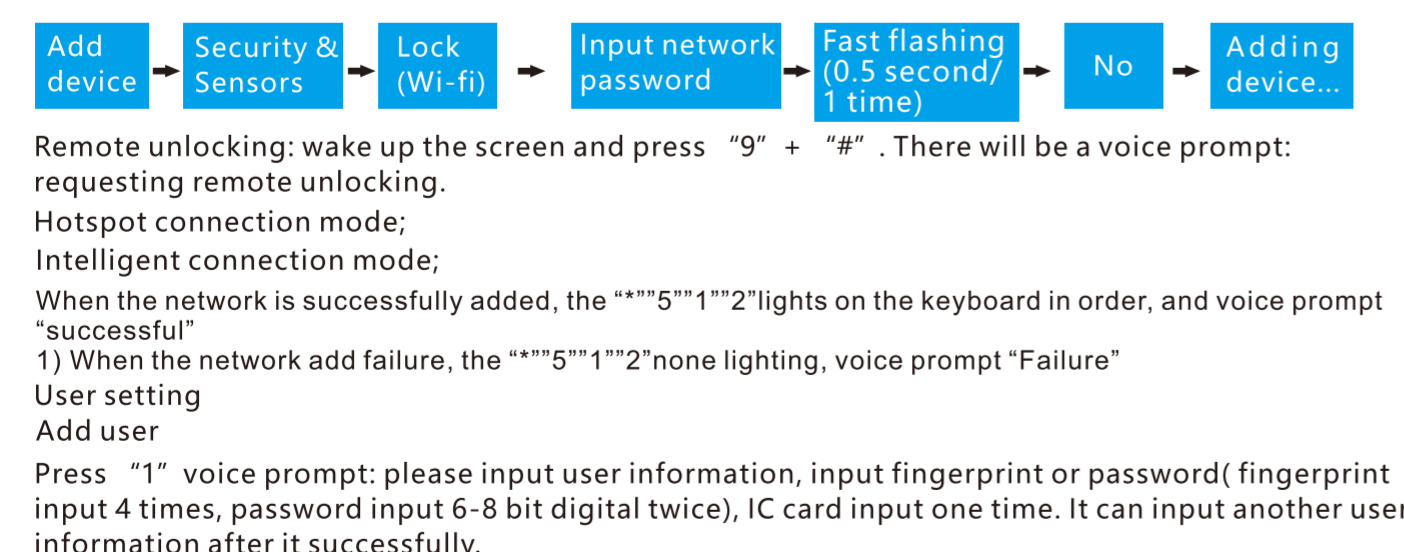 Add
device
Security &
Sensors
Lock
(Wi-fi)
Input network
password
Fast flashing
(0.5 second/
1 time)
No
Adding
device...
Remote unlocking: wake up the screen and press “9” + “#” . There will be a voice prompt:
requesting remote unlocking.
Hotspot connection mode;
Intelligent connection mode;
When the network is successfully added, the “*””5””1””2”lights on the keyboard in order, and voice prompt
“successful”
1) When the network add failure, the “*””5””1””2”none lighting, voice prompt “Failure”
User setting
Add user
Press “1” voice prompt: please input user information, input fingerprint or password( fingerprint
input 4 times, password input 6-8 bit digital twice), IC card input one time. It can input another user
information after it successfully.